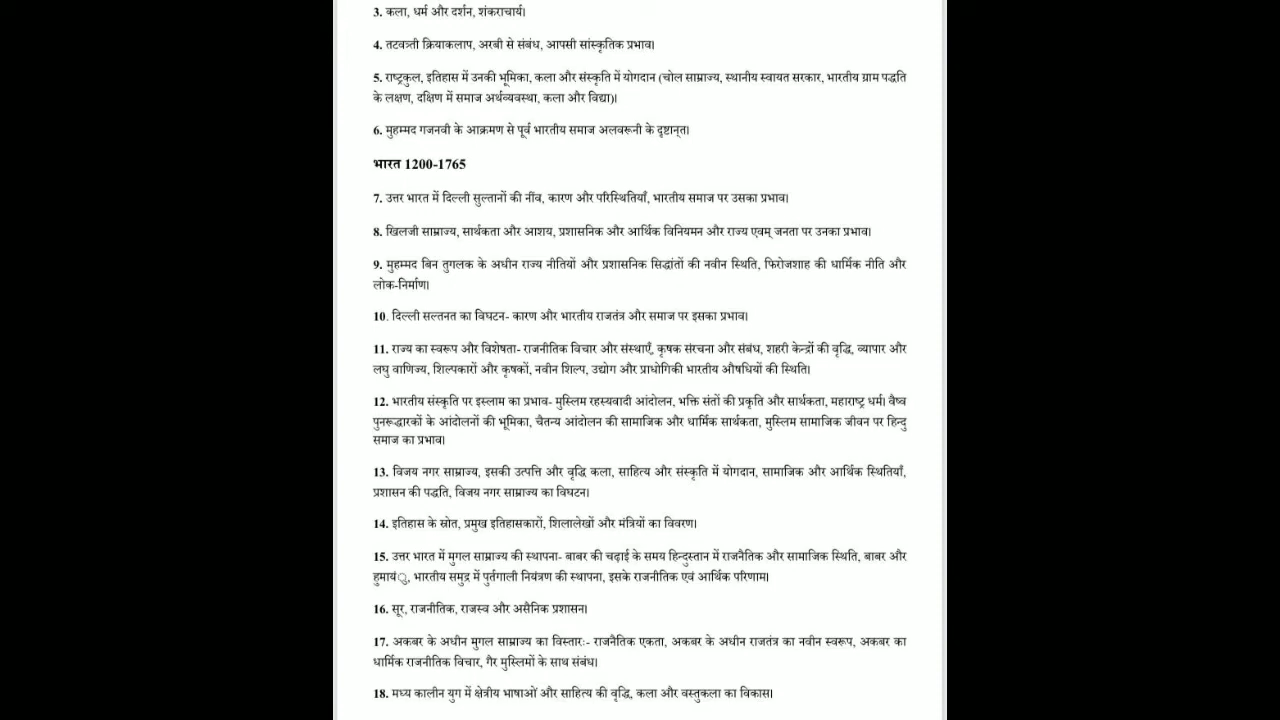 3. कला, धर्म और दर्शन, शंकराचार्य।
4. तटवर्त्ती क्रियाकलाप, अरबी से संबंध, आपसी सांस्कृतिक प्रभाव।
5. राष्ट्रकुल, इतिहास में उनकी भूमिका, कला और संस्कृति में योगदान (चोल साम्राज्य, स्थानीय स्वायत सरकार, भारतीय ग्राम पद्धति
के लक्षण, दक्षिण में समाज अर्थव्यवस्था, कला और विद्या)।
6. मुहम्मद गजनवी के आक्रमण से पूर्व भारतीय समाज अलवरूनी के दृष्टान्त।
भारत 1200-1765
7. उत्तर भारत में दिल्ली सुल्तानों की नींव, कारण और परिस्थितियाँ, भारतीय समाज पर उसका प्रभाव।
8. खिलजी साम्राज्य, सार्थकता और आशय, प्रशासनिक और आर्थिक विनियमन और राज्य एवम् जनता पर उनका प्रभाव।
9. मुहम्मद बिन तुगलक के अधीन राज्य नीतियों और प्रशासनिक सिद्धांतों की नवीन स्थिति, फिरोजशाह की धार्मिक नीति और
लोक-निर्माण।
10. दिल्ली सल्तनत का विघटन- कारण और भारतीय राजतंत्र और समाज पर इसका प्रभाव।
11. राज्य का स्वरूप और विशेषता- राजनीतिक विचार और संस्थाएँ, कृषक संरचना और संबंध, शहरी केन्द्रों की वृद्धि, व्यापार और
लघु वाणिज्य, शिल्पकारों और कृषकों, नवीन शिल्प, उद्योग और प्राधोगिकी भारतीय औषधियों की स्थिति।
12. भारतीय संस्कृति पर इस्लाम का प्रभाव- मुस्लिम रहस्यवादी आंदोलन, भक्ति संतों की प्रकृति और सार्थकता, महाराष्ट्र धर्म। वैष्व
पुनरूद्धारकों के आंदोलनों की भूमिका, चैतन्य आंदोलन की सामाजिक और धार्मिक सार्थकता, मुस्लिम सामाजिक जीवन पर हिन्दु
समाज का प्रभाव।
13. विजय नगर साम्राज्य, इसकी उत्पत्ति और वृद्धि कला, साहित्य और संस्कृति में योगदान, सामाजिक और आर्थिक स्थितियाँ,
प्रशासन की पद्धति, विजय नगर साम्राज्य का विघटन।
14. इतिहास के स्रोत, प्रमुख इतिहासकारों, शिलालेखों और मंत्रियों का विवरण।
15. उत्तर भारत में मुगल साम्राज्य की स्थापना- बाबर की चढ़ाई के समय हिन्दुस्तान में राजनैतिक और सामाजिक स्थिति, बाबर और
हुमायंु, भारतीय समुद्र में पुर्तगाली नियंत्रण की स्थापना, इसके राजनीतिक एवं आर्थिक परिणाम।
16. सूर, राजनीतिक, राजस्व और असैनिक प्रशासन।
17. अकबर के अधीन मुगल साम्राज्य का विस्तारः- राजनैतिक एकता, अकबर के अधीन राजतंत्र का नवीन स्वरूप, अकबर का
धार्मिक राजनीतिक विचार, गैर मुस्लिमों के साथ संबंध।
18. मध्य कालीन युग में क्षेत्रीय भाषाओं और साहित्य की वृद्धि, कला और वस्तुकला का विकास।